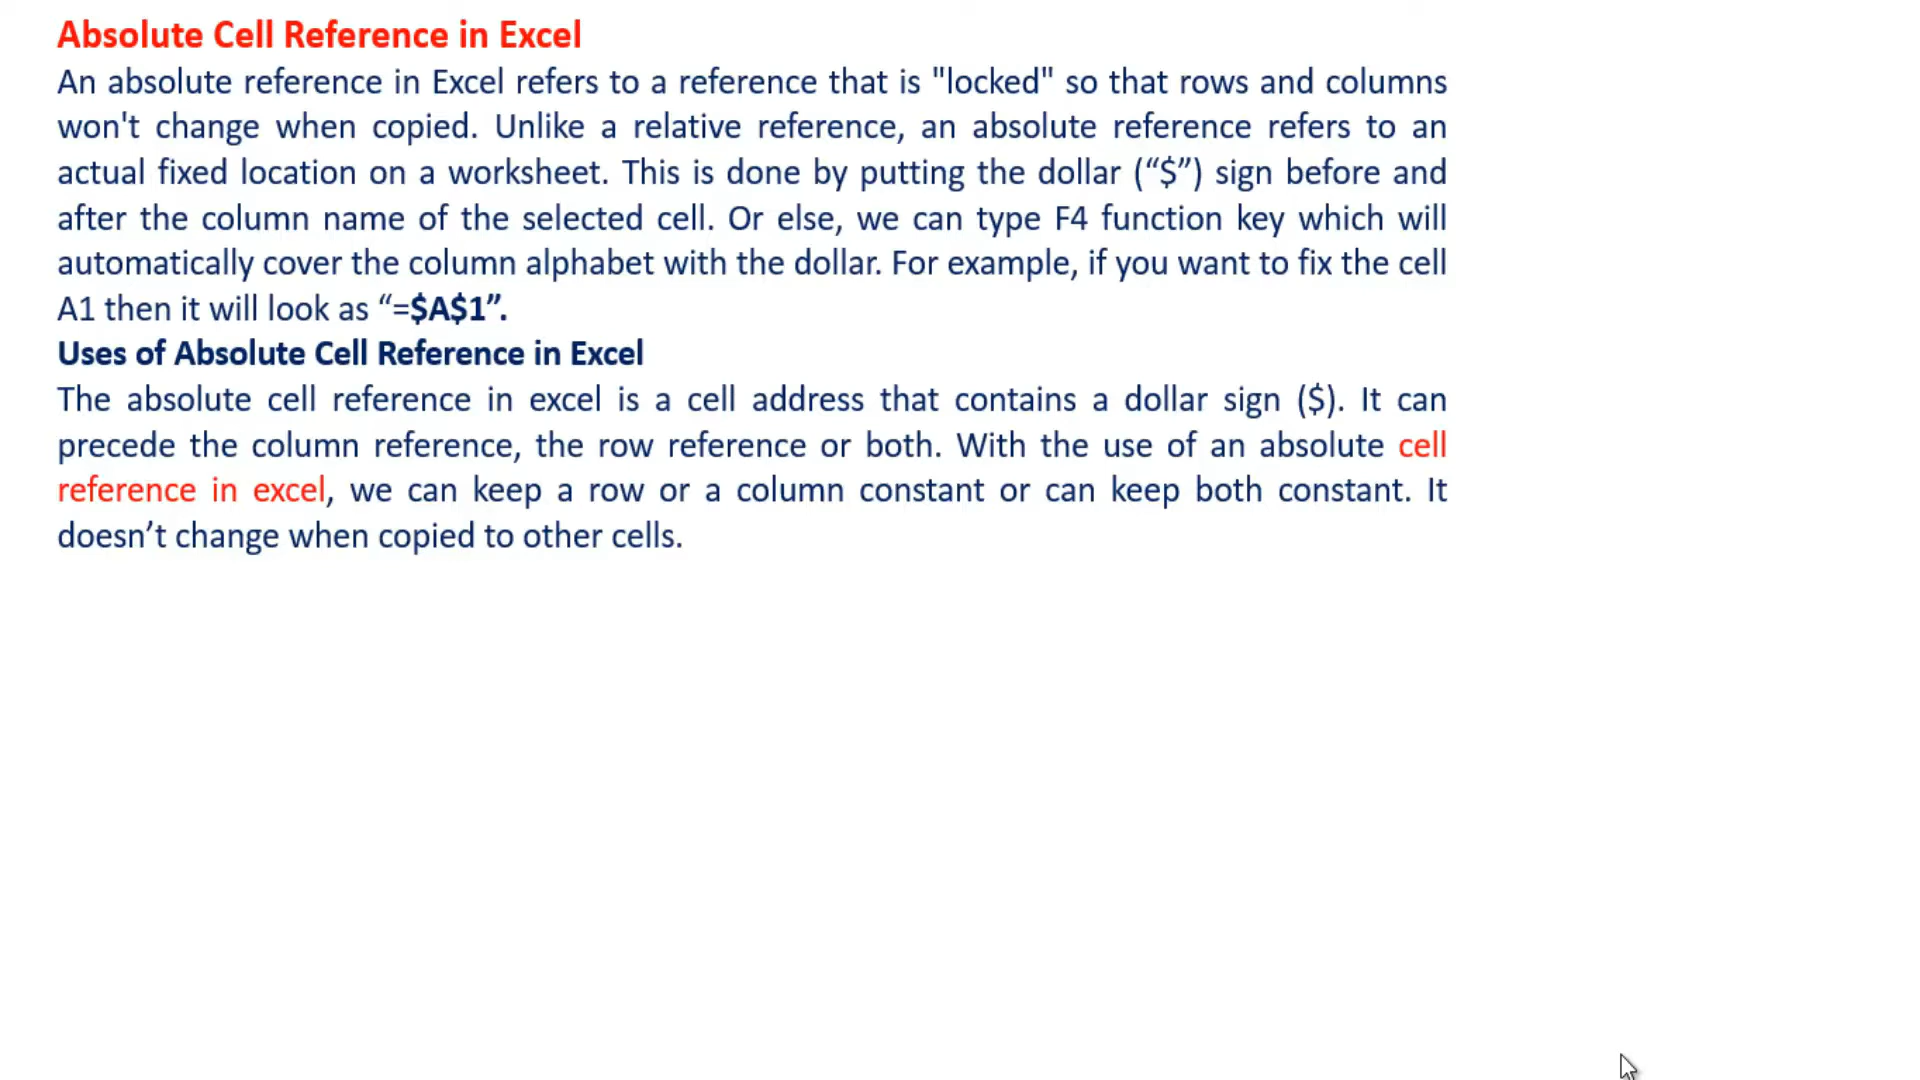 Absolute Cell Reference in Excel
An absolute reference in Excel refers to a reference that is "locked" so that rows and columns
won't change when copied. Unlike a relative reference, an absolute reference refers to an
actual fixed location on a worksheet. This is done by putting the dollar (“$”) sign before and
after the column name of the selected cell. Or else, we can type F4 function key which will
automatically cover the column alphabet with the dollar. For example, if you want to fix the cell
A1 then it will look as “=$A$1”.
Uses of Absolute Cell Reference in Excel
The absolute cell reference in excel is a cell address that contains a dollar sign ($). It can
precede the column reference, the row reference or both. With the use of an absolute cell
reference in excel, we can keep a row or a column constant or can keep both constant. It
doesn’t change when copied to other cells.